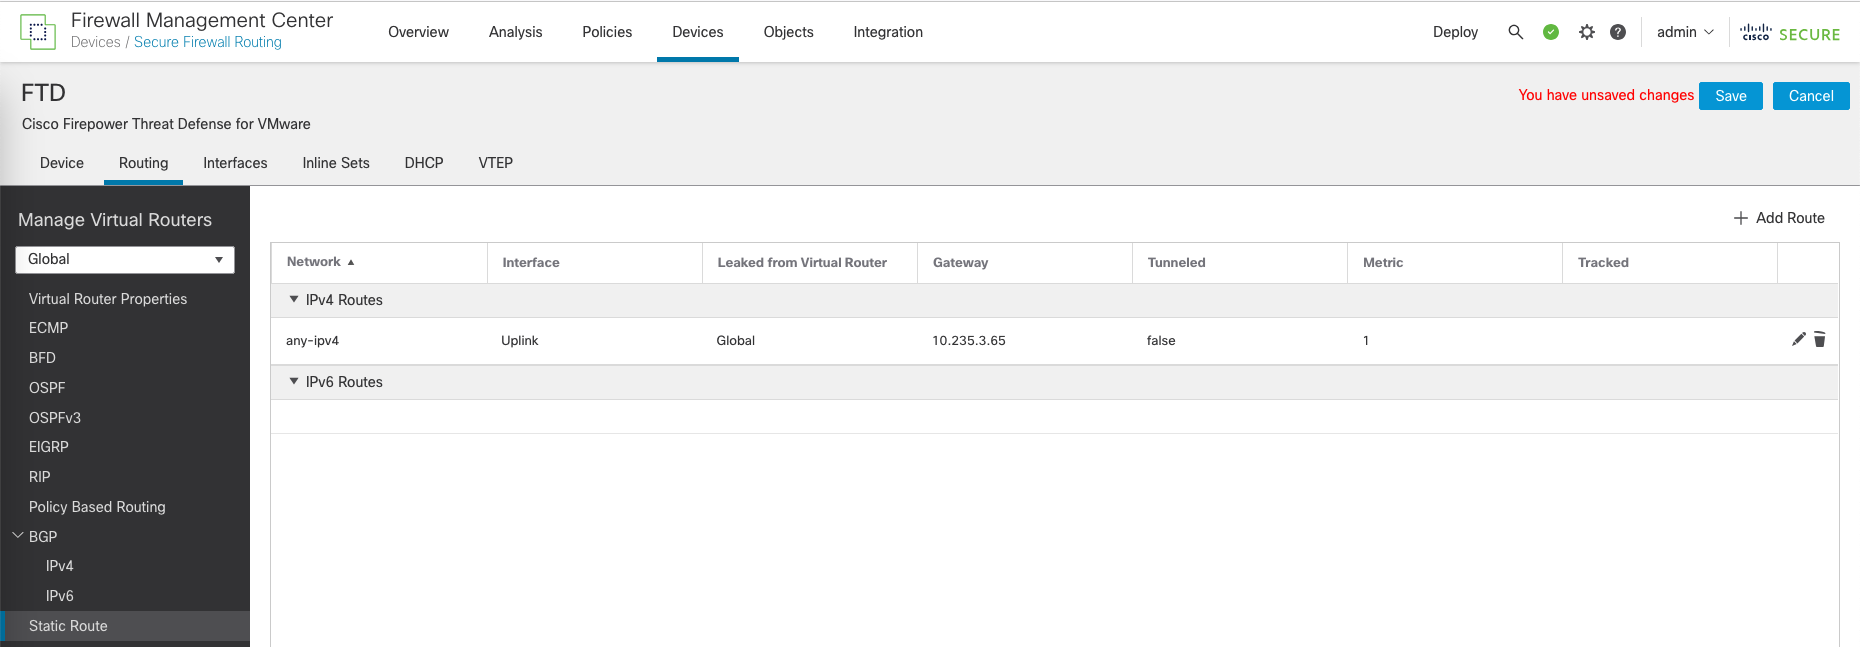 Firewall Management Center
Devices / Secure Firewall Routing
Overview Analysis Policies Devices Objects Integration
Deploy admin cisco SECURE
FTD
You have unsaved changes Save Cancel
Cisco Firepower Threat Defense for VMware
Device Routing Interfaces Inline Sets DHCP VTEP
Manage Virtual Routers
Global
Virtual Router Properties
ECMP
BFD
OSPF
OSPFv3
EIGRP
RIP
Policy Based Routing
BGP
IPv4
IPv6
Static Route
+ Add Route
Network Interface Leaked from Virtual Router Gateway Tunneled Metric Tracked
IPv4 Routes
any-ipv4 Uplink Global 10.235.3.65 false 1
IPv6 Routes